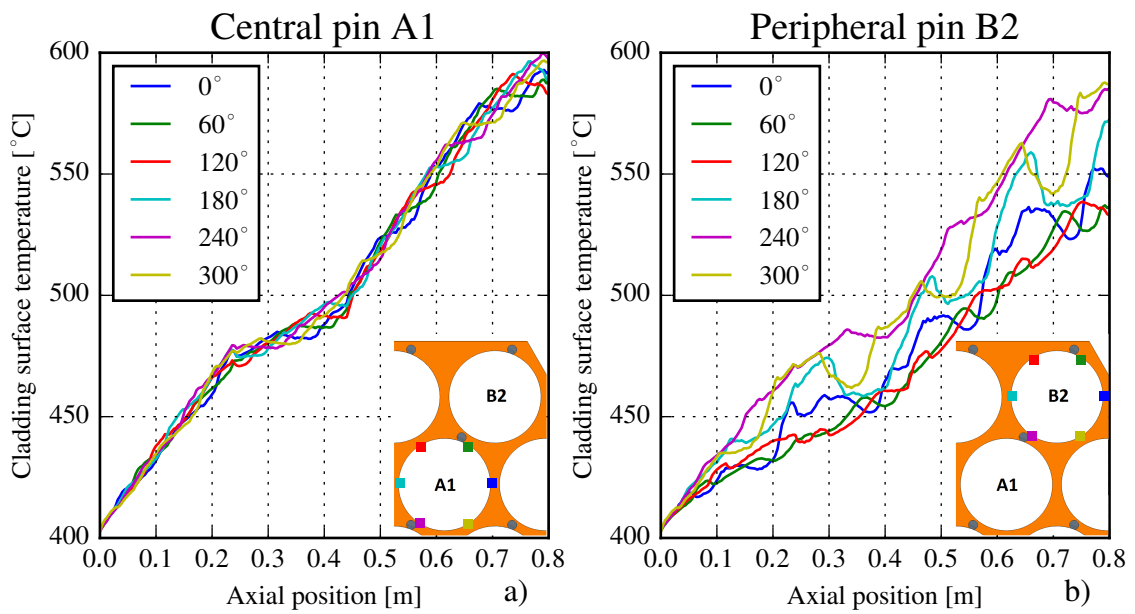 Central pin A1
Cladding surface temperature [°C]
600
550
500
450
400
0°
60°
120°
180°
240°
300°
B2
A1
0.0 0.1 0.2 0.3 0.4 0.5 0.6 0.7 0.8
Axial position [m]
a)
Peripheral pin B2
Cladding surface temperature [°C]
600
550
500
450
400
0°
60°
120°
180°
240°
300°
B2
A1
0.0 0.1 0.2 0.3 0.4 0.5 0.6 0.7 0.8
Axial position [m]
b)